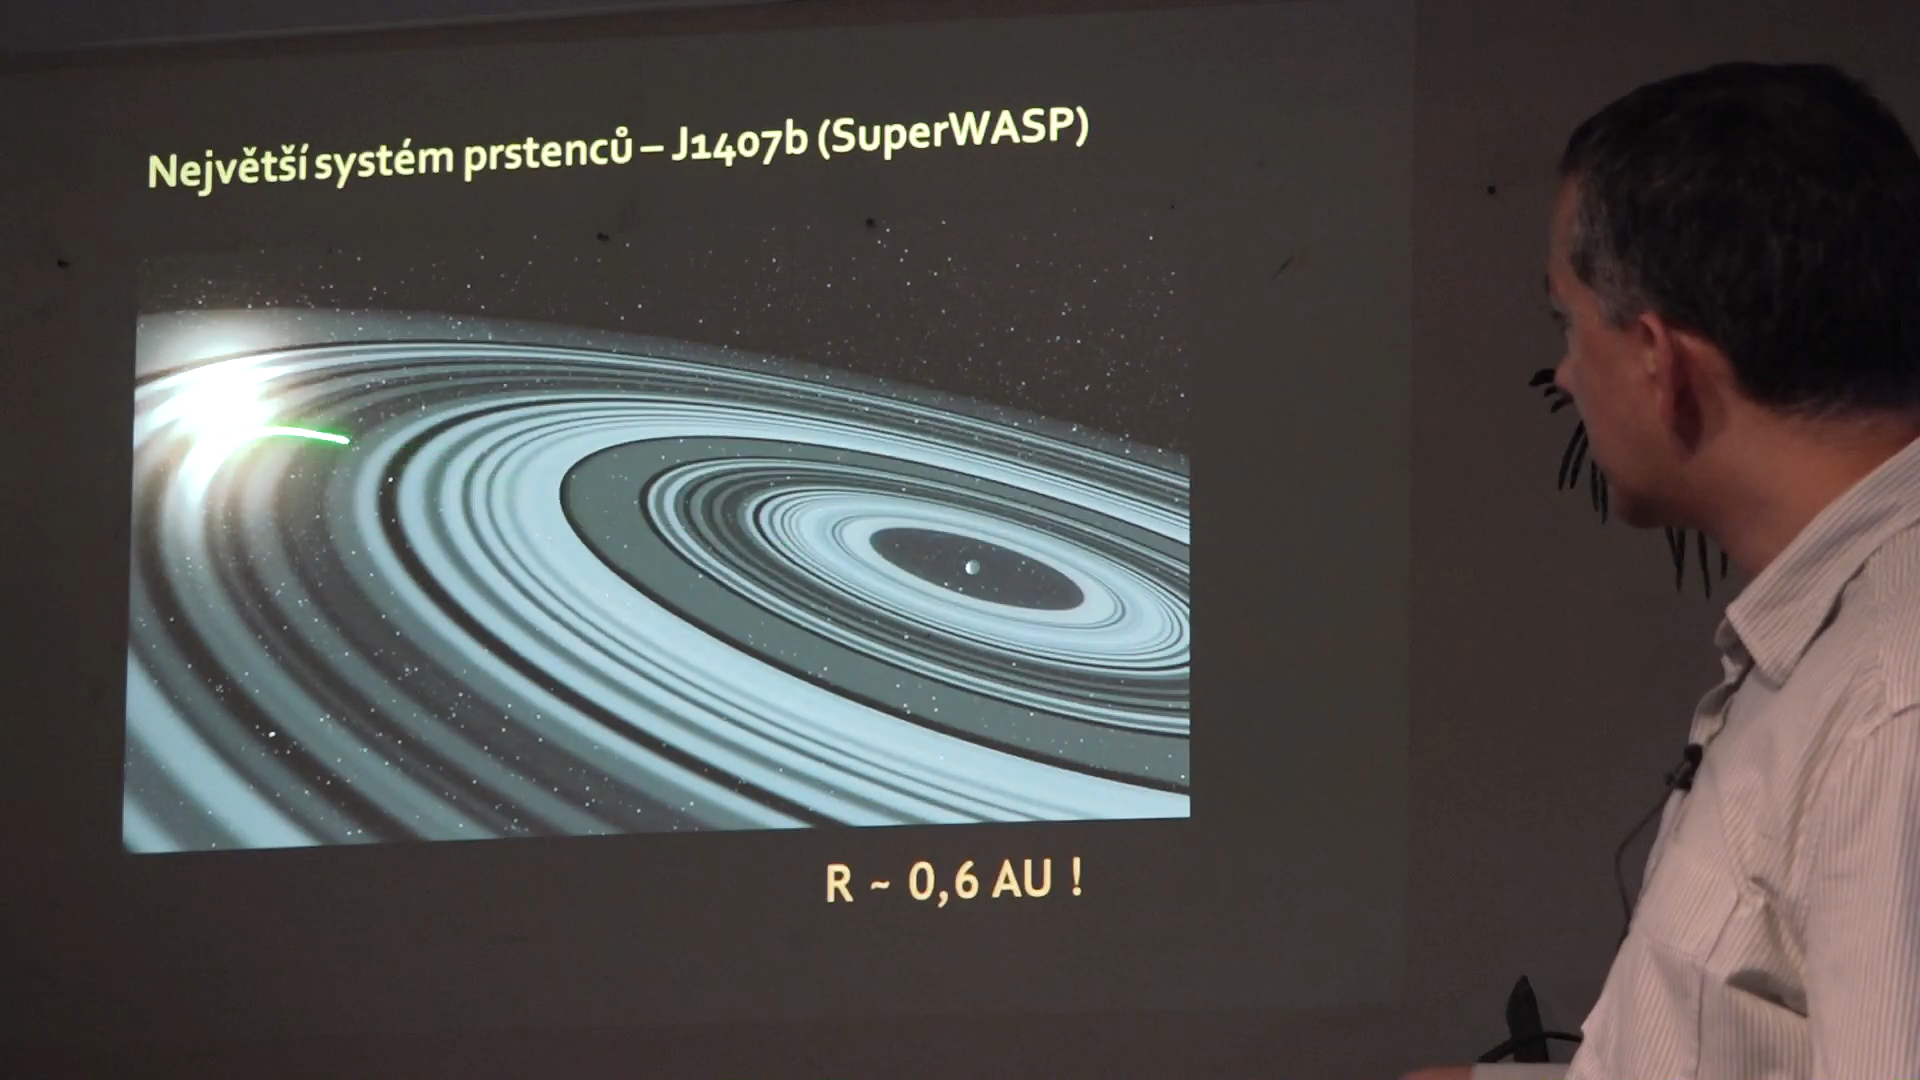 Největší systém prstenců – J1407b (SuperWASP)
R ~ 0,6 AU !